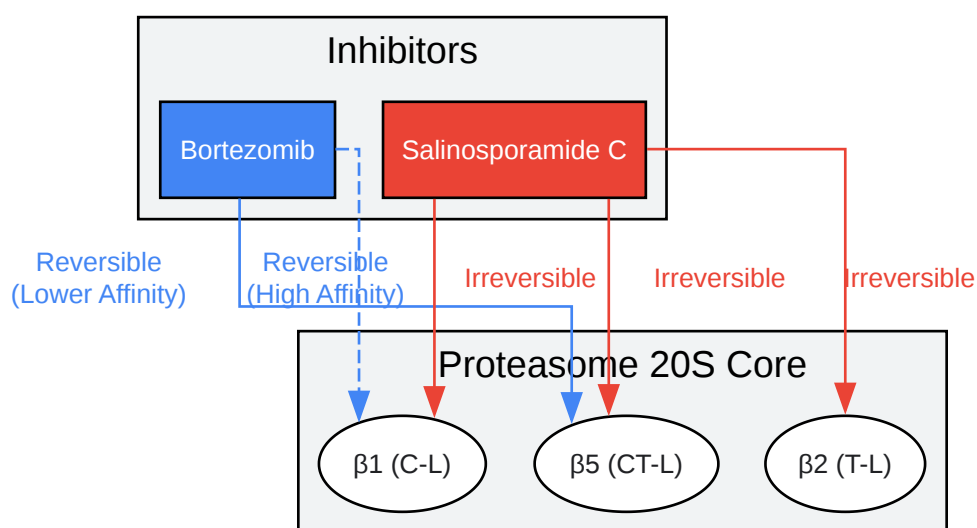 Inhibitors
Bortezomib
Salinosporamide C
Reversible
(Lower Affinity)
Reversible
(High Affinity)
Irreversible
Irreversible
Irreversible
Proteasome 20S Core
β1 (C-L)
β5 (CT-L)
β2 (T-L)